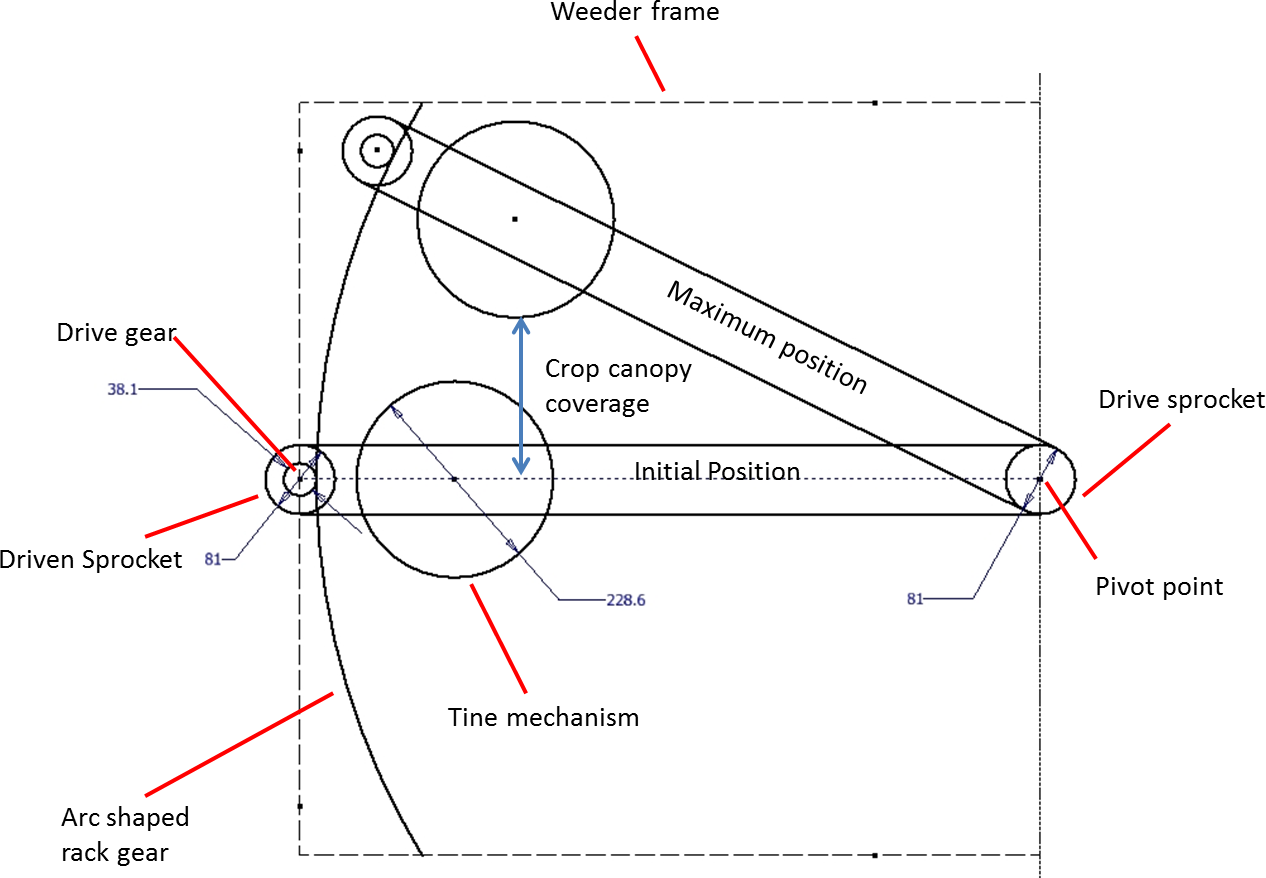 Weeder frame
Drive gear
38.1
Maximum position
Crop canopy
coverage
Drive sprocket
Initial Position
Driven Sprocket
81
228.6
81
Pivot point
Tine mechanism
Arc shaped
rack gear